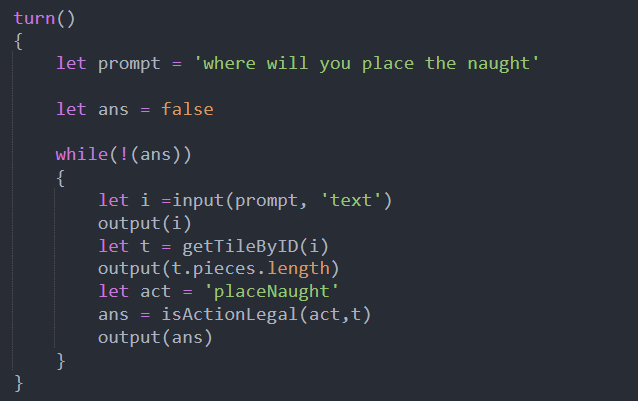 turn()
{
let prompt = 'where will you place the naught'
let ans = false
while(!(ans))
{
let i =input(prompt, 'text')
output(i)
let t = getTileByID(i)
output(t.pieces.length)
let act = 'placeNaught'
ans = isActionLegal(act,t)
output(ans)
}
}